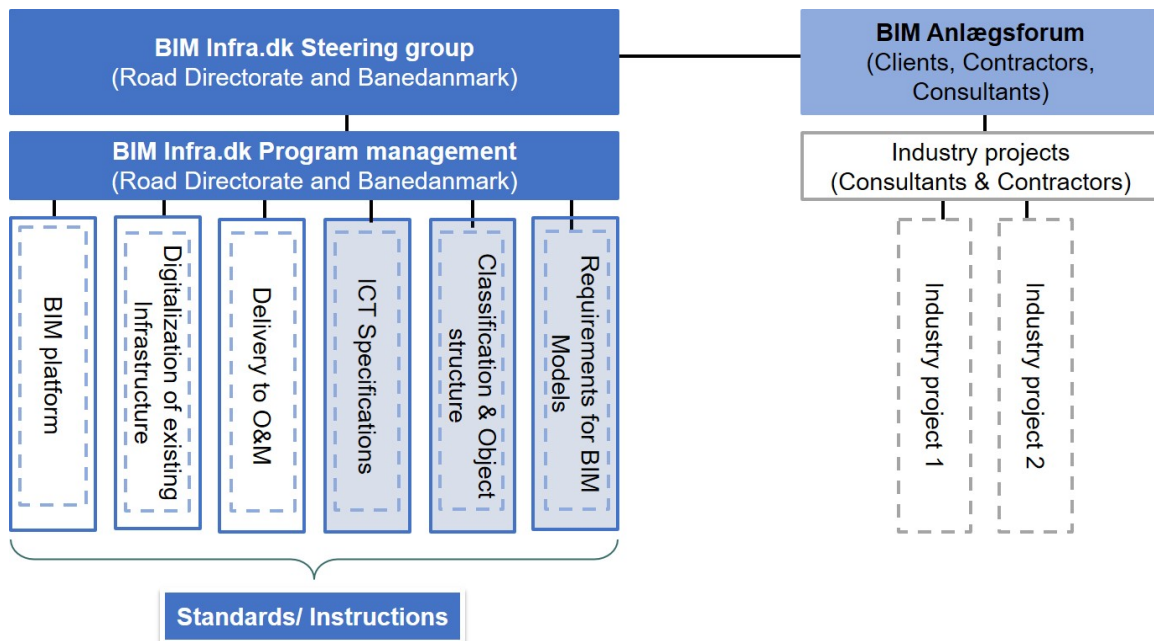 BIM Infra.dk Steering group
(Road Directorate and Banedanmark)
BIM Anlægsforum
(Clients, Contractors,
Consultants)
BIM Infra.dk Program management
(Road Directorate and Banedanmark)
Industry projects
(Consultants & Contractors)
BIM platform
Digitalization of existing
Infrastructure
Delivery to O&M
ICT Specifications
Classification & Object
structure
Requirements for BIM
Models
Industry project 1
Industry project 2
Standards/ Instructions